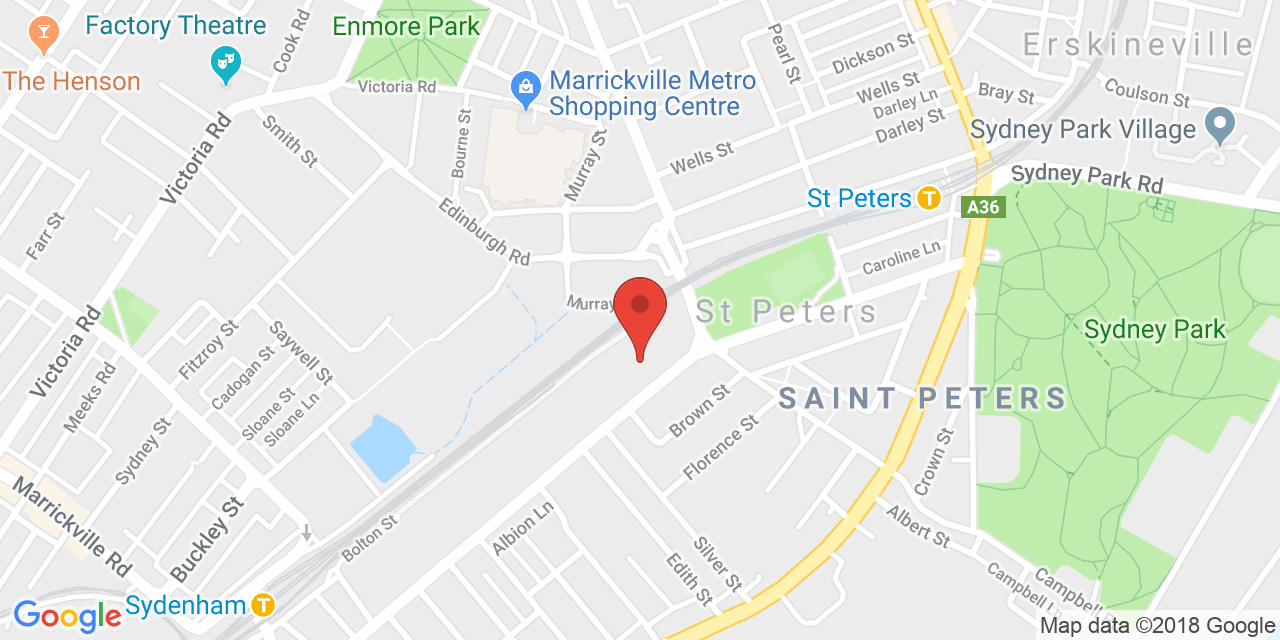 Factory Theatre
Cook Rd
Enmore Park
Pearl St
Dickson St
Erskineville
The Henson
Victoria Rd
Marrickville Metro
Shopping Centre
Wells St
Darley Ln
Darley St
Bray St
Coulson St
Sydney Park Village
Smith St
Bourne St
Murray St
Wells St
Victoria Rd
Sydney Park Rd
St Peters
T
A36
Farr St
Edinburgh Rd
Caroline Ln
Murray
St Peters
Sydney Park
Victoria Rd
Fitzroy St
Saywell St
Meeks Rd
Cadogan St
Sloane St
Sloane Ln
SAINT PETERS
Brown St
Florence St
Sydney St
Crown St
Marrickville Rd
Buckley St
Bolton St
Albion Ln
Silver St
Edith St
Albert St
Campbell Ln
Campbell
Google
Sydenham
T
Map data ©2018 Google